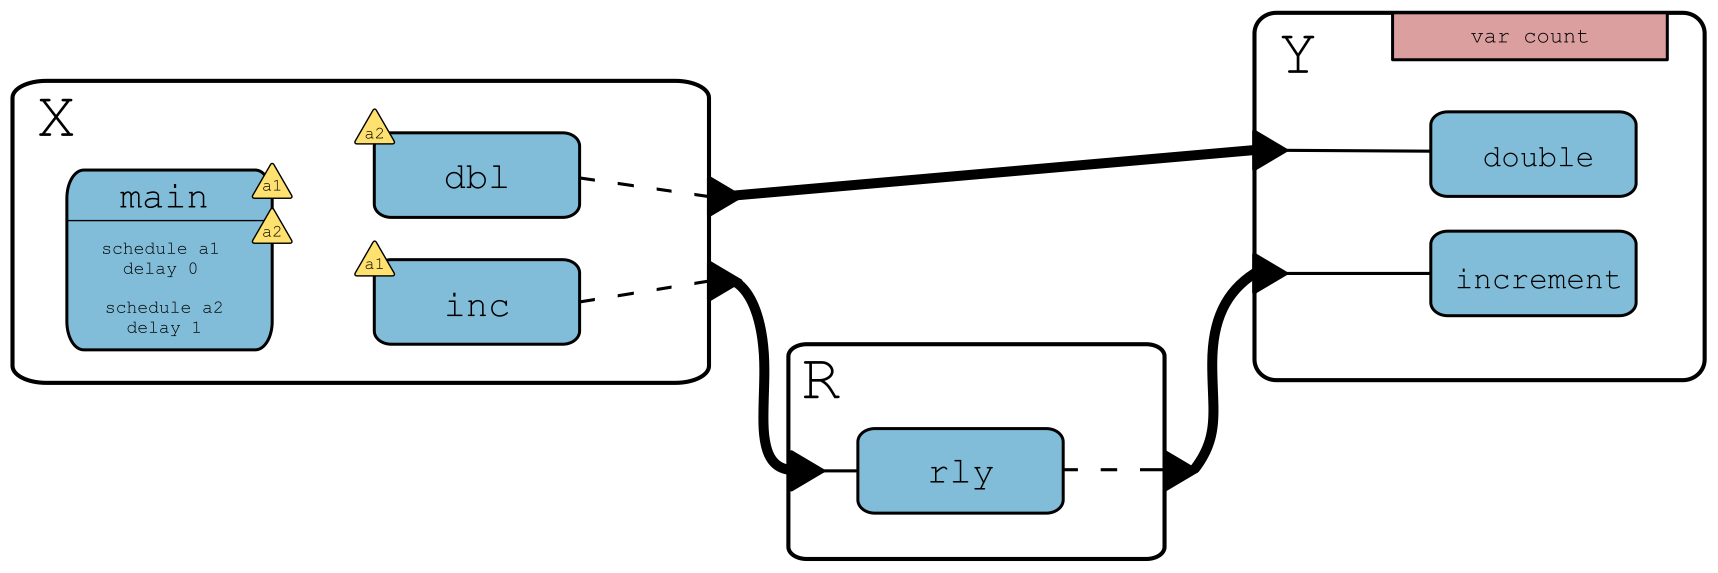 X
main
a1
a2
schedule a1
delay 0
schedule a2
delay 1
a2
dbl
a1
inc
R
rly
Y
var count
double
increment